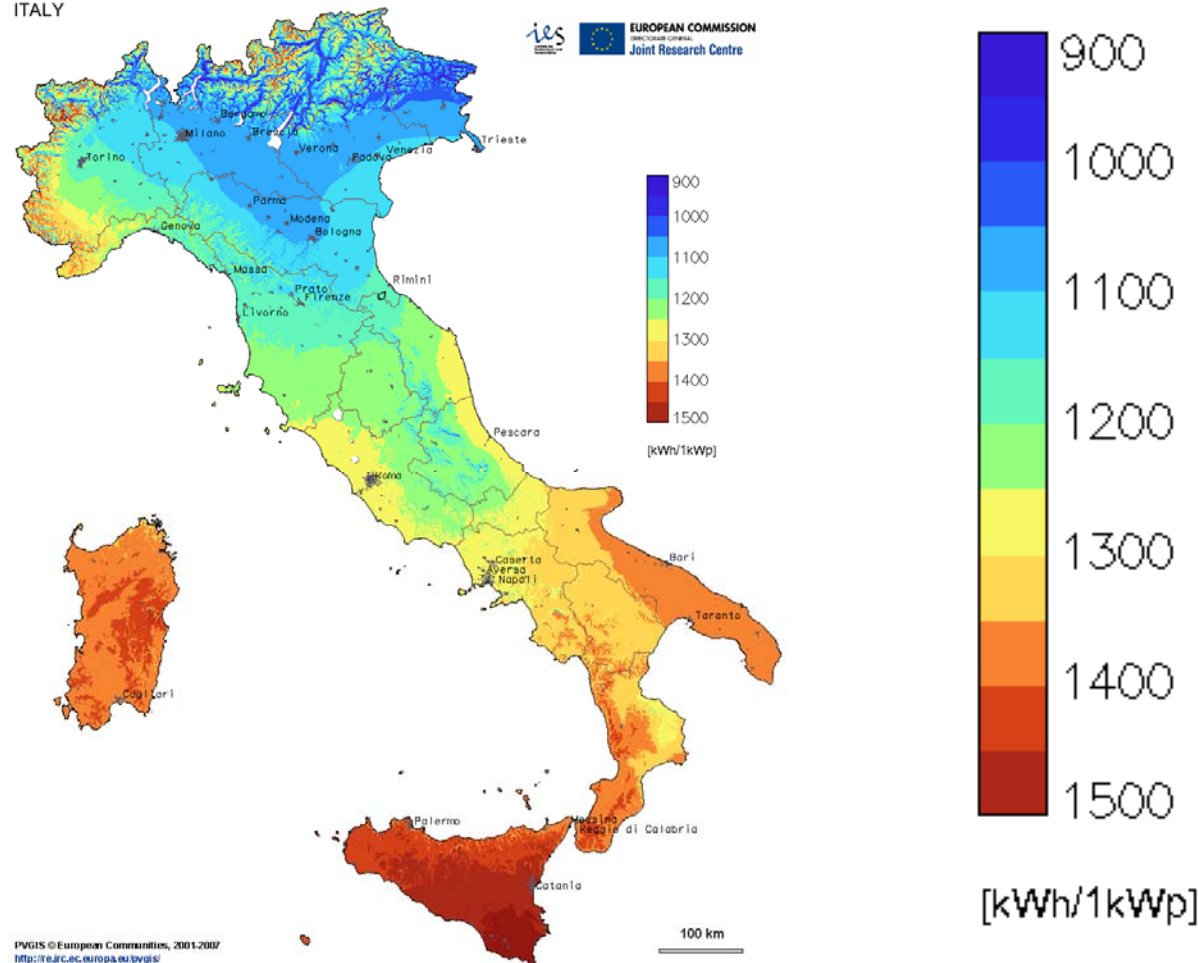 ITALY
ies
EUROPEAN COMMISSION
DIRECTORATE-GENERAL
Joint Research Centre
Bergamo
Milano
Brescia
Trieste
Verona
Venezia
Padova
Torino
Parma
Genova
Modena
Bologna
Massa
Rimini
Prato
Firenze
Livorno
Pescara
Roma
Caserta
Aversa
Napoli
Bari
Taranto
Cagliari
Palermo
Messina
Reggio di Calabria
Catania
900
1000
1100
1200
1300
1400
1500
[kWh/1kWp]
900
1000
1100
1200
1300
1400
1500
[kWh/1kWp]
100 km
PVGIS © European Communities, 2001-2007
http://re.jrc.ec.europa.eu/pvgis/